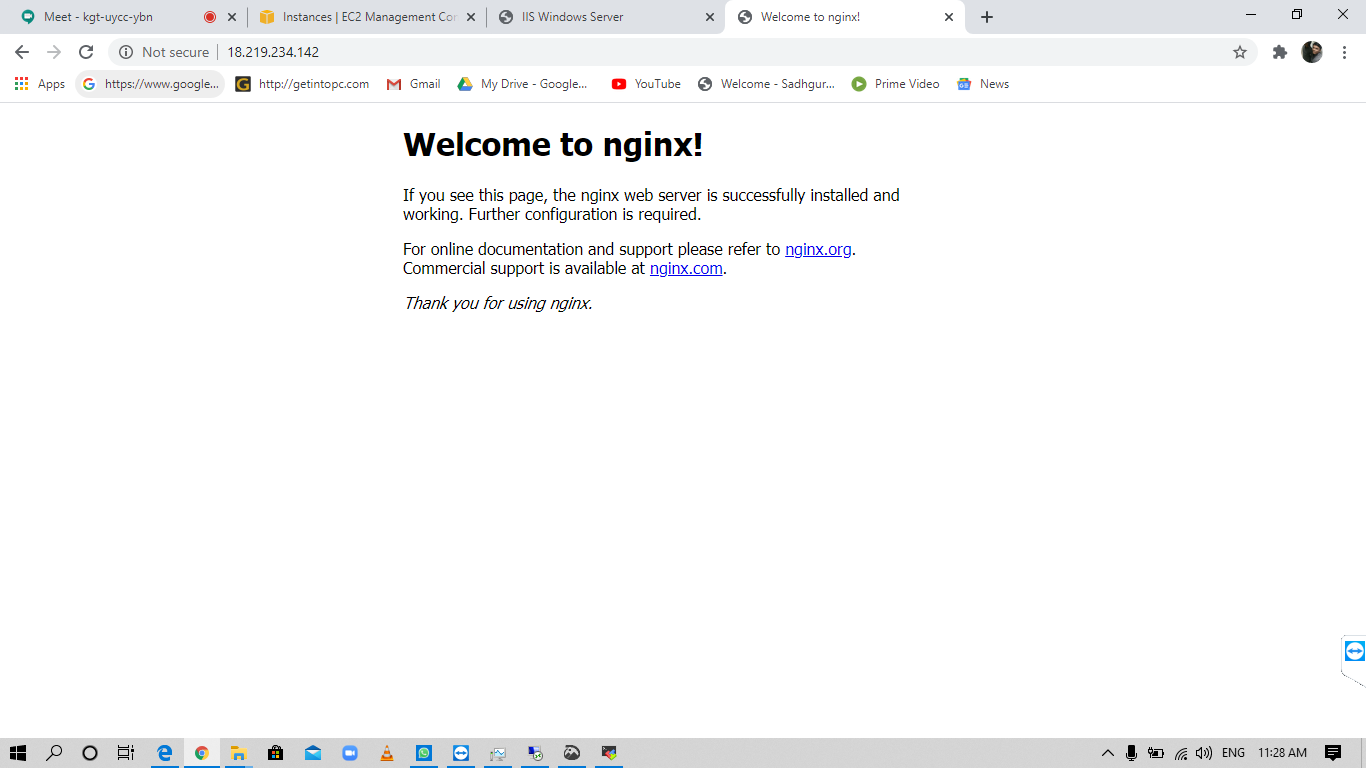 Meet - kgt-uycc-ybn
Instances | EC2 Management Con
IIS Windows Server
Welcome to nginx!
Not secure
18.219.234.142
Apps
https://www.google...
http://getintopc.com
Gmail
My Drive - Google...
YouTube
Welcome - Sadhgur...
Prime Video
News
Welcome to nginx!
If you see this page, the nginx web server is successfully installed and
working. Further configuration is required.
For online documentation and support please refer to nginx.org.
Commercial support is available at nginx.com.
Thank you for using nginx.
ENG
11:28 AM